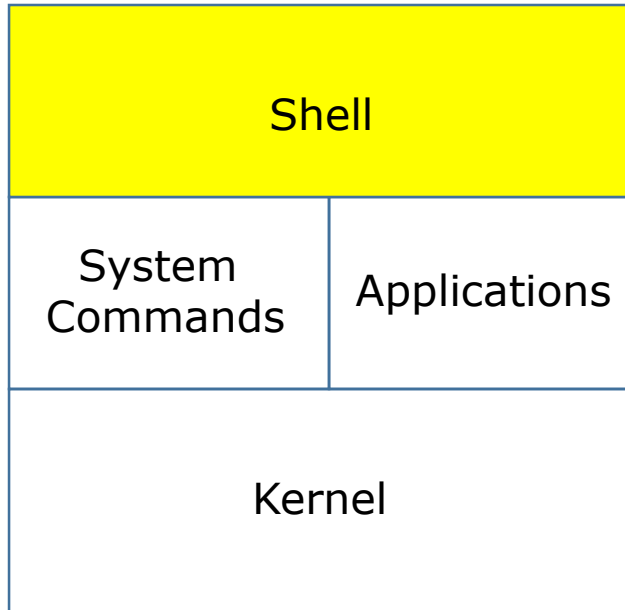 Shell
System
Commands
Applications
Kernel